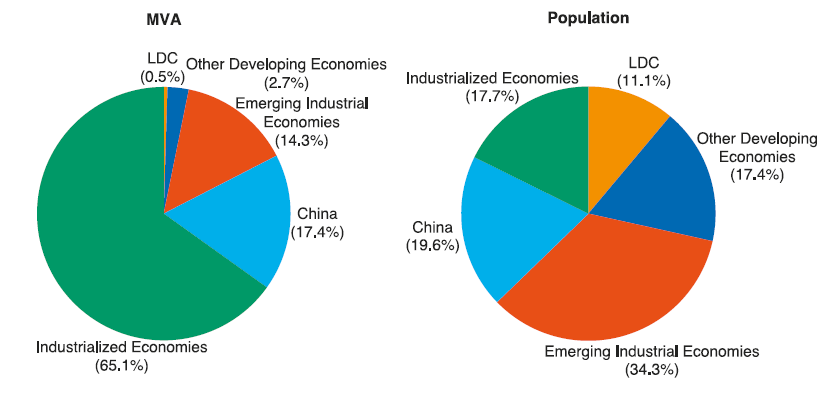 MVA
LDC
(0.5%)
Other Developing Economies
(2.7%)
Emerging Industrial
Economies
(14.3%)
China
(17.4%)
Industrialized Economies
(65.1%)
Population
LDC
(11.1%)
Industrialized Economies
(17.7%)
Other Developing
Economies
(17.4%)
China
(19.6%)
Emerging Industrial Economies
(34.3%)